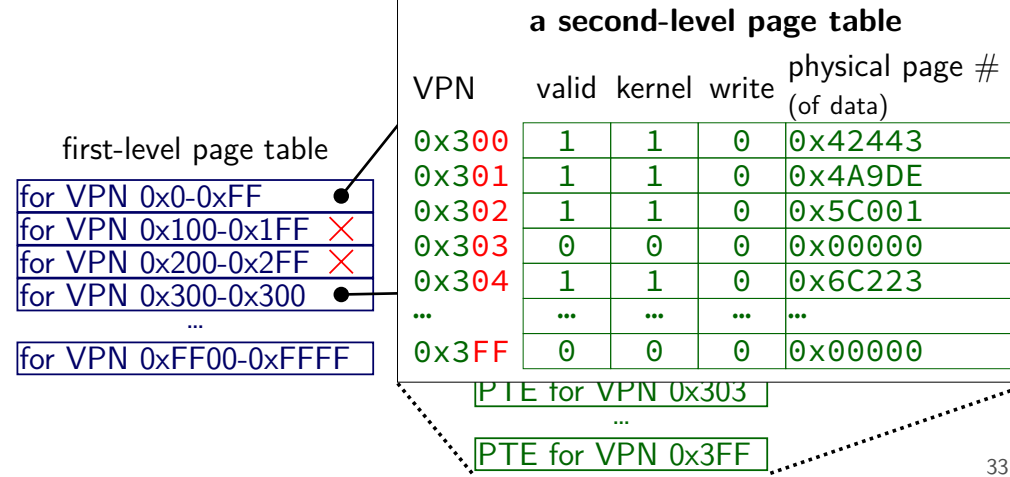 a second-level page table
VPN valid kernel write physical page # (of data)
0x300 1 1 0 0x42443
0x301 1 1 0 0x4A9DE
0x302 1 1 0 0x5C001
0x303 0 0 0 0x00000
0x304 1 1 0 0x6C223
… … … … …
0x3FF 0 0 0 0x00000
first-level page table
for VPN 0x0-0xFF
for VPN 0x100-0x1FF
for VPN 0x200-0x2FF
for VPN 0x300-0x300
…
for VPN 0xFF00-0xFFFF
PTE for VPN 0x303
…
PTE for VPN 0x3FF
33